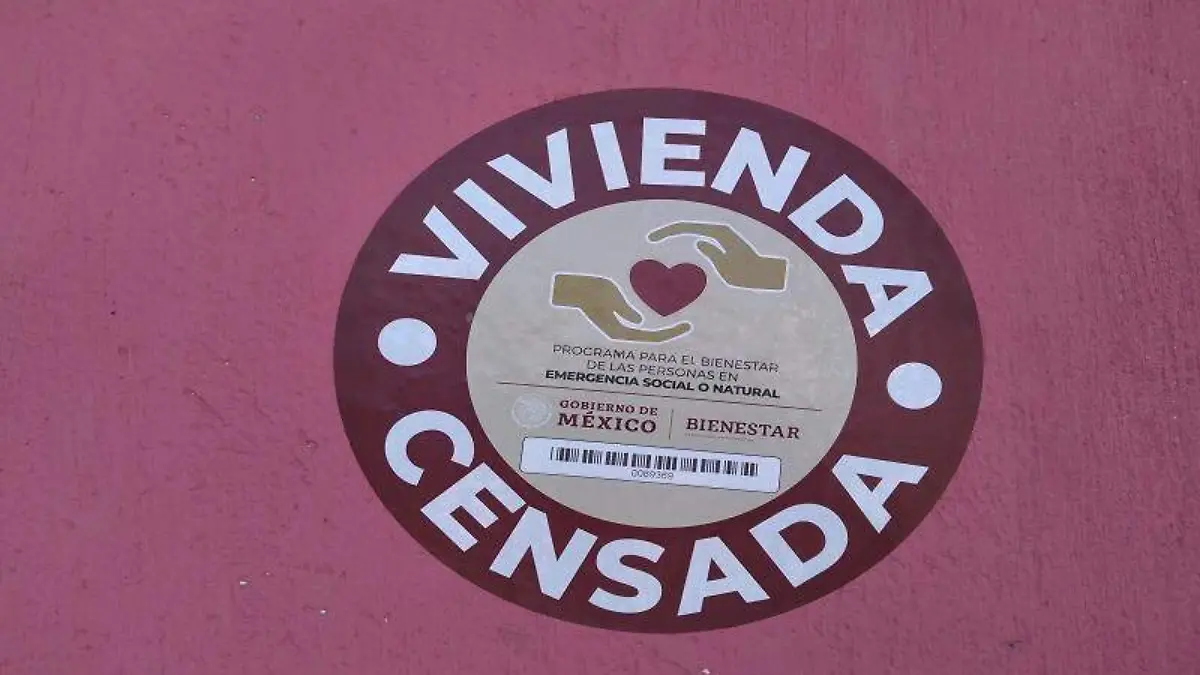 VIVIENDA
PROGRAMA PARA EL BIENESTAR
DE LAS PERSONAS EN
EMERGENCIA SOCIAL O NATURAL
GOBIERNO DE
MÉXICO
BIENESTAR
0089369
CENSADA